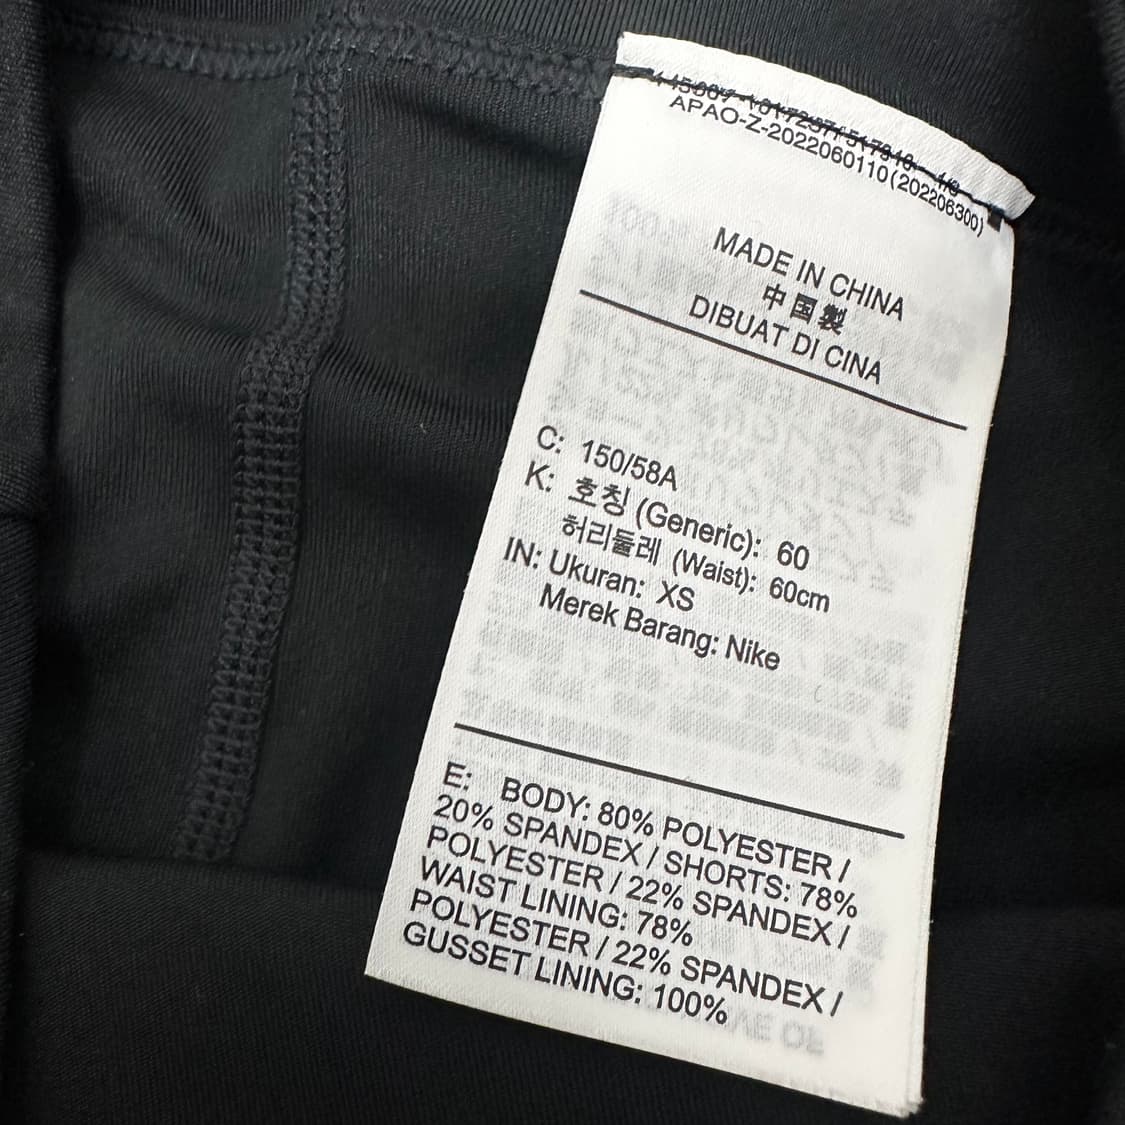 APAO-Z-2022060110(202206300)
MADE IN CHINA
中国製
DIBUAT DI CINA
C: 150/58A
K: 호칭 (Generic): 60
허리둘레 (Waist): 60cm
IN: Ukuran: XS
Merek Barang: Nike
E: BODY: 80% POLYESTER /
20% SPANDEX / SHORTS: 78%
POLYESTER / 22% SPANDEX /
WAIST LINING: 78%
POLYESTER / 22% SPANDEX /
GUSSET LINING: 100%